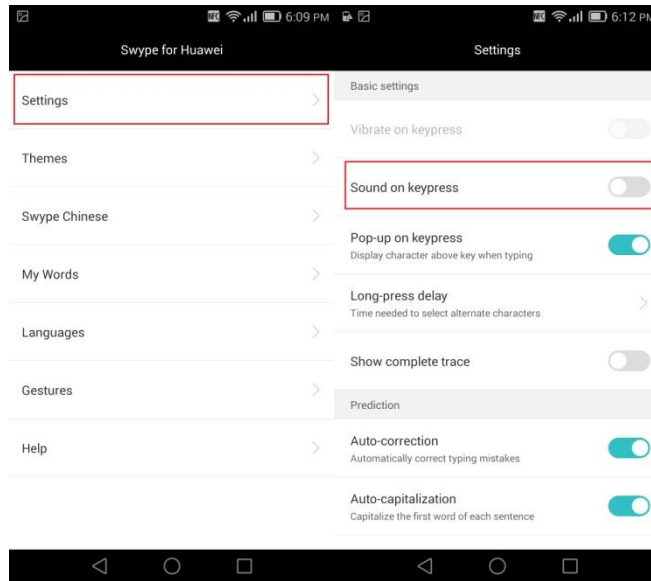 6:09 PM
Swype for Huawei
Settings
Themes
Swype Chinese
My Words
Languages
Gestures
Help
6:12 PM
Settings
Basic settings
Vibrate on keypress
Sound on keypress
Pop-up on keypress
Display character above key when typing
Long-press delay
Time needed to select alternate characters
Show complete trace
Prediction
Auto-correction
Automatically correct typing mistakes
Auto-capitalization
Capitalize the first word of each sentence